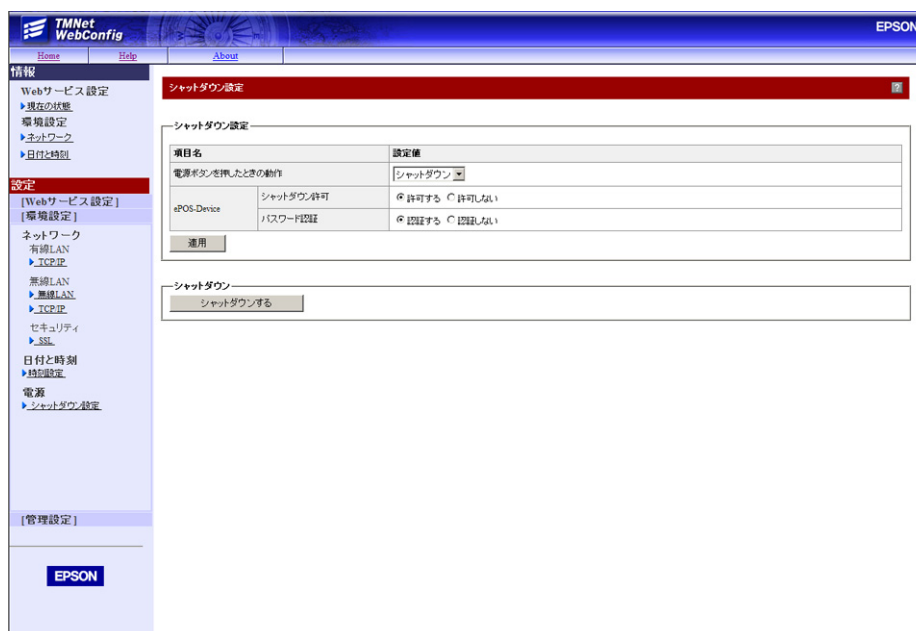 TMNet
WebConfig
EPSON
Home
Help
About
情報
Webサービス設定
現在の状態
環境設定
ネットワーク
日付と時刻
設定
[Webサービス設定]
[環境設定]
ネットワーク
有線LAN
TCP/IP
無線LAN
無線LAN
TCP/IP
セキュリティ
SSL
日付と時刻
時刻設定
電源
シャットダウン設定
[管理設定]
EPSON
シャットダウン設定
?
シャットダウン設定
項目名 設定値
電源ボタンを押したときの動作 シャットダウン
ePOS-Device
シャットダウン許可 許可する 許可しない
パスワード認証 認証する 認証しない
適用
シャットダウン
シャットダウンする